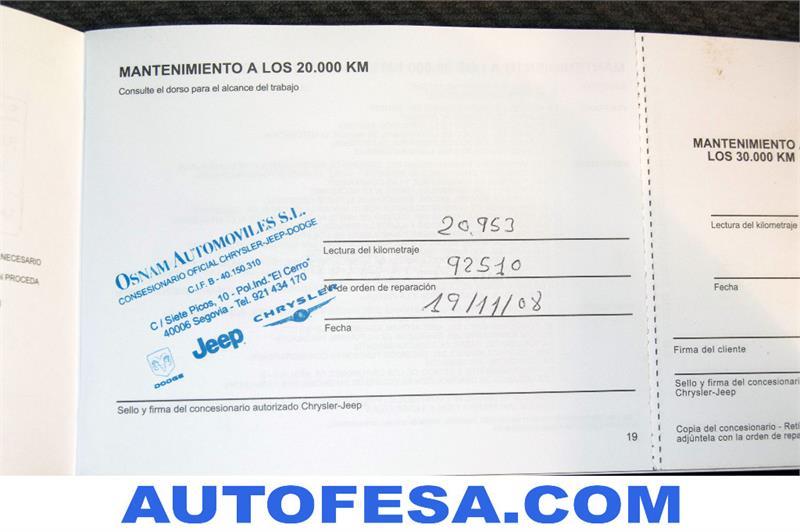 MANTENIMIENTO A LOS 20.000 KM
Consulte el dorso para el alcance del trabajo
OSNAM AUTOMOVILES S.L.
CONSESIONARIO OFICIAL CHRYSLER-JEEP-DODGE
C.I.F. B - 40.150.310
C / Siete Picos, 10 - Pol.Ind."El Cerro"
40006 Segovia - Tel. 921 434 170
DODGE
Jeep
CHRYSLER
20.953
Lectura del kilometraje
92510
Nº de orden de reparación
19/11/08
Fecha
Sello y firma del concesionario autorizado Chrysler-Jeep
19
NECESARIO
PROCEDA
MANTENIMIENTO
LOS 30.000 KM
Lectura del kilometraje
Fecha
Firma del cliente
Sello y firma del concesionario
Chrysler-Jeep
Copia del concesionario -
adjúntela con la orden de
AUTOFESA.COM